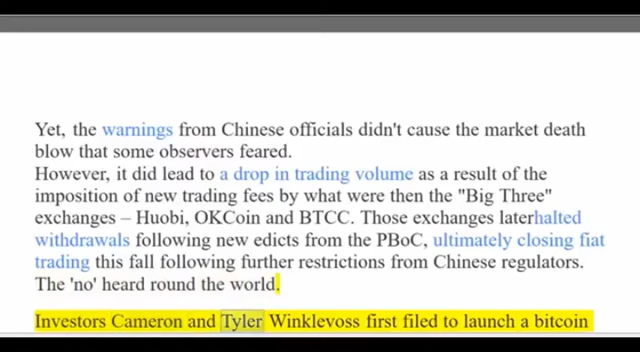 Yet, the warnings from Chinese officials didn't cause the market death
blow that some observers feared.
However, it did lead to a drop in trading volume as a result of the
imposition of new trading fees by what were then the "Big Three"
exchanges – Huobi, OKCoin and BTCC. Those exchanges laterhalted
withdrawals following new edicts from the PBoC, ultimately closing fiat
trading this fall following further restrictions from Chinese regulators.
The 'no' heard round the world.
Investors Cameron and Tyler Winklevoss first filed to launch a bitcoin